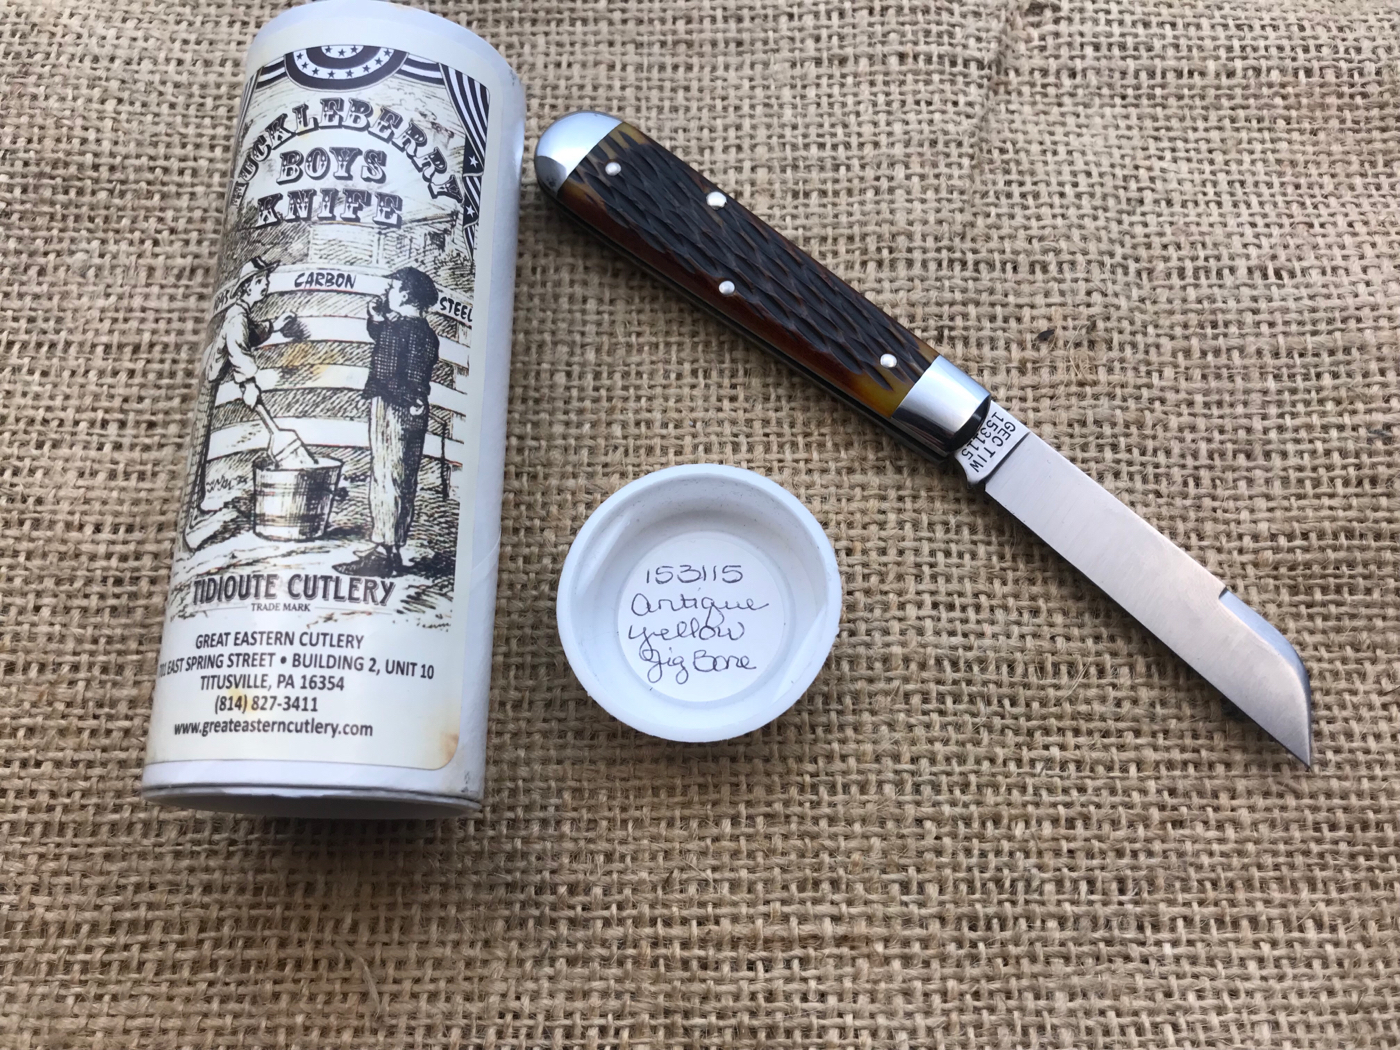 HUCKLEBERRY
BOYS
KNIFE
CARBON
STEEL
TIDIOUTE CUTLERY
TRADE MARK
GREAT EASTERN CUTLERY
EAST SPRING STREET • BUILDING 2, UNIT 10
TITUSVILLE, PA 16354
(814) 827-3411
www.greateasterncutlery.com
153115
antique
yellow
Jig Bone
GEC. TIW
153115